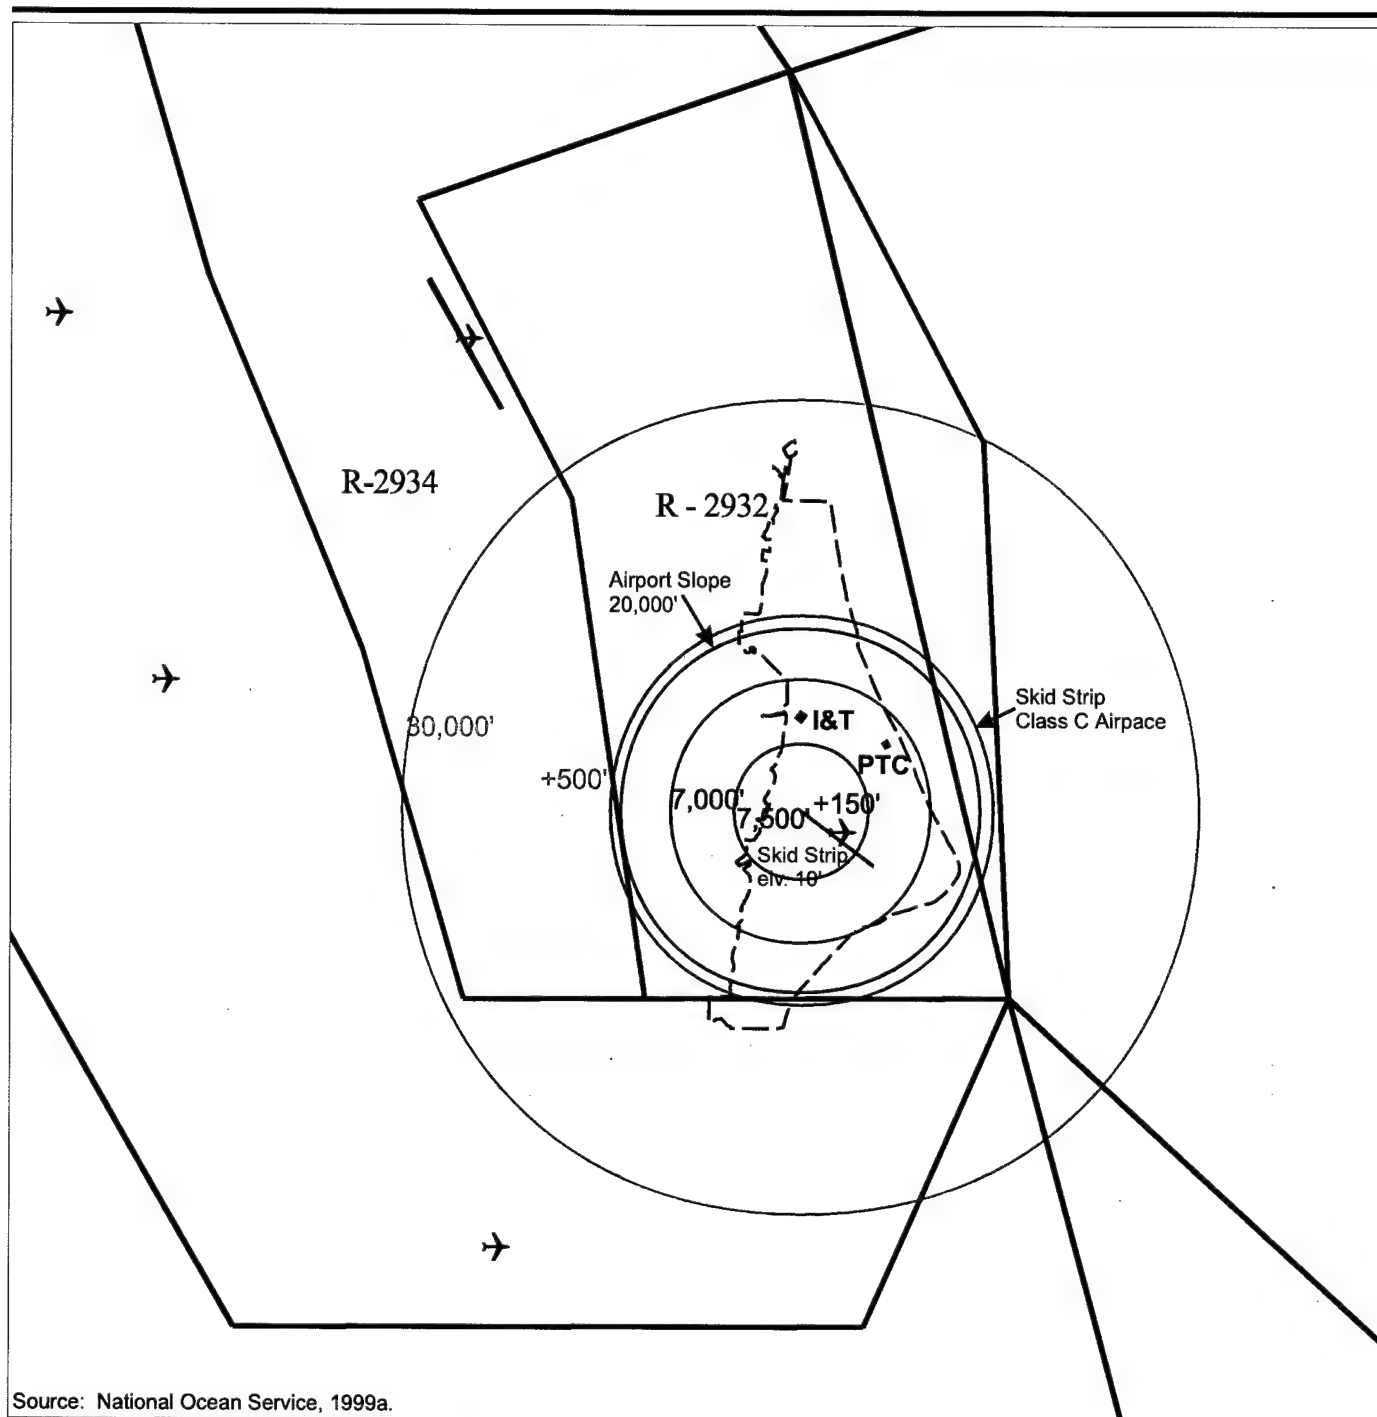 R-2934
R - 2932
Airport Slope
20,000'
Skid Strip
Class C Airpace
I&T
30,000'
PTC
+500'
7,000'
+150'
7,500'
Skid Strip
elv. 10'
Source: National Ocean Service, 1999a.